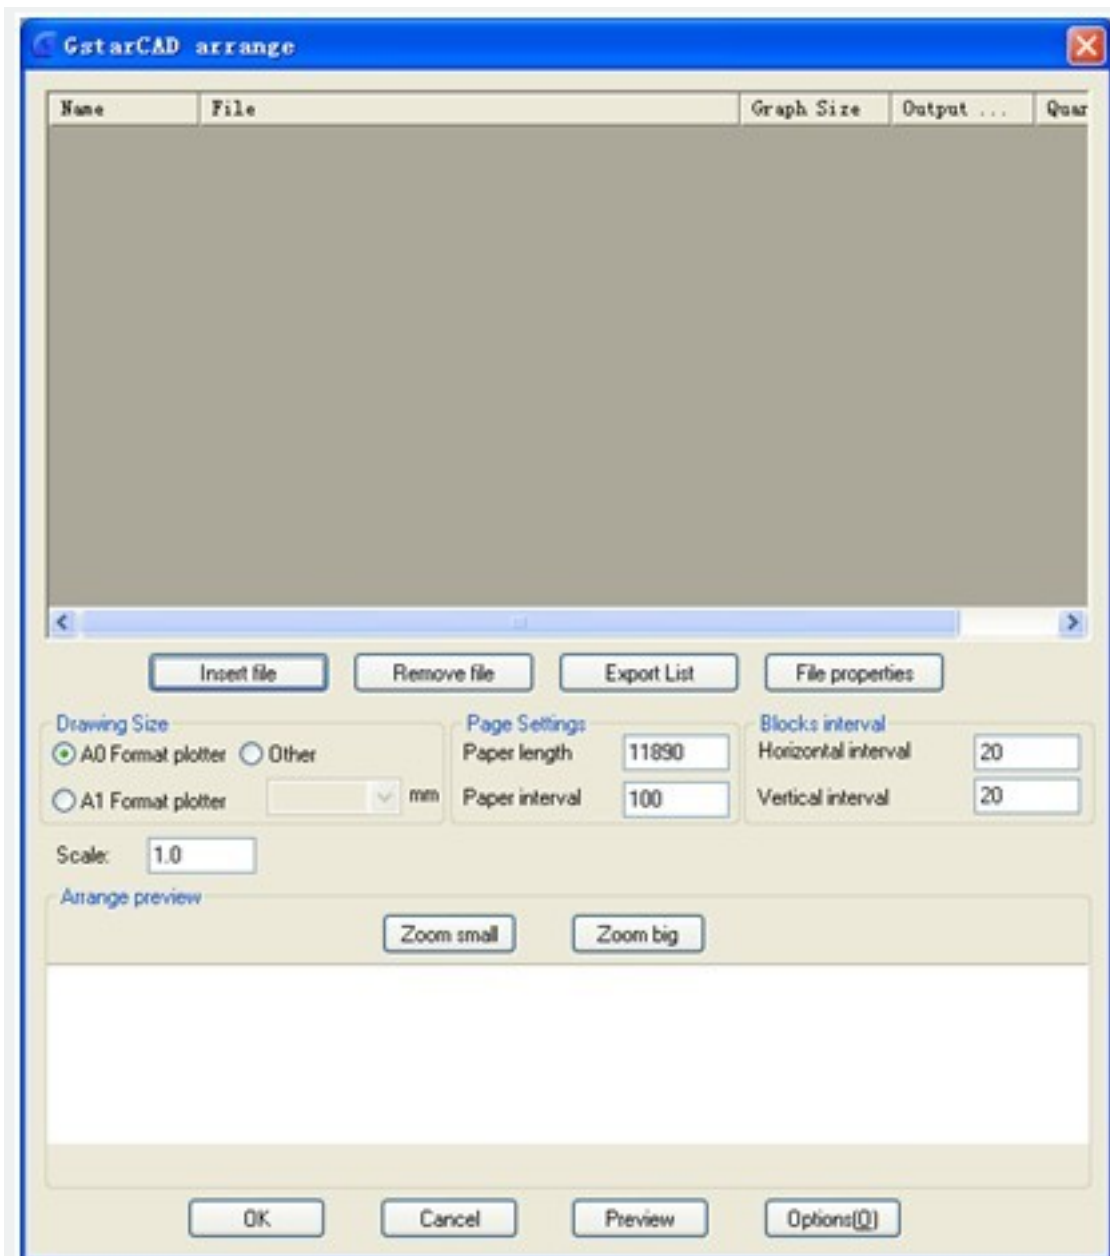 GstarCAD arrange
Name File Graph Size Output ... Quar
Insert file Remove file Export List File properties
Drawing Size Page Settings Blocks interval
A0 Format plotter Other Paper length 11890 Horizontal interval 20
A1 Format plotter mm Paper interval 100 Vertical interval 20
Scale: 1.0
Arrange preview
Zoom small Zoom big
OK Cancel Preview Options(O)